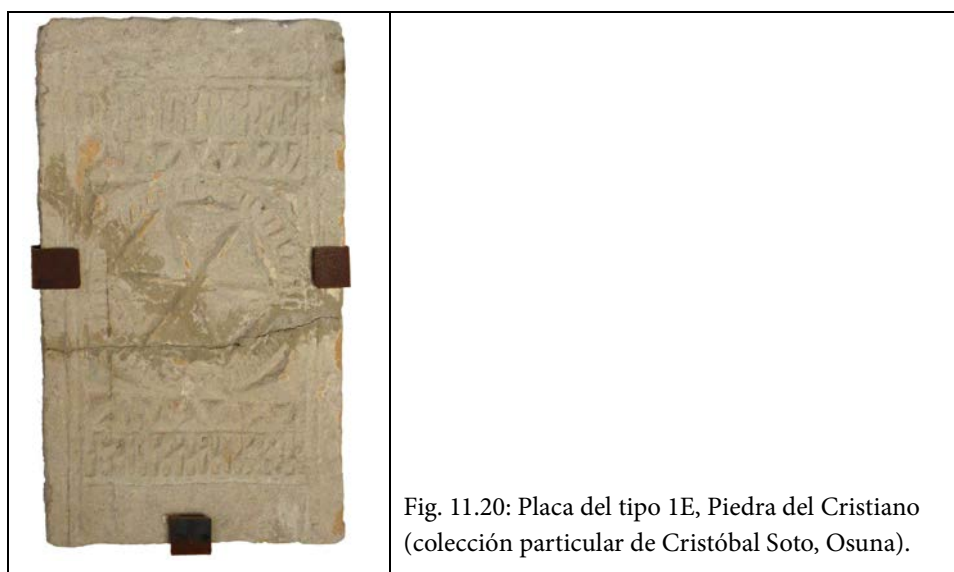 Fig. 11.20: Placa del tipo 1E, Piedra del Cristiano
(colección particular de Cristóbal Soto, Osuna).